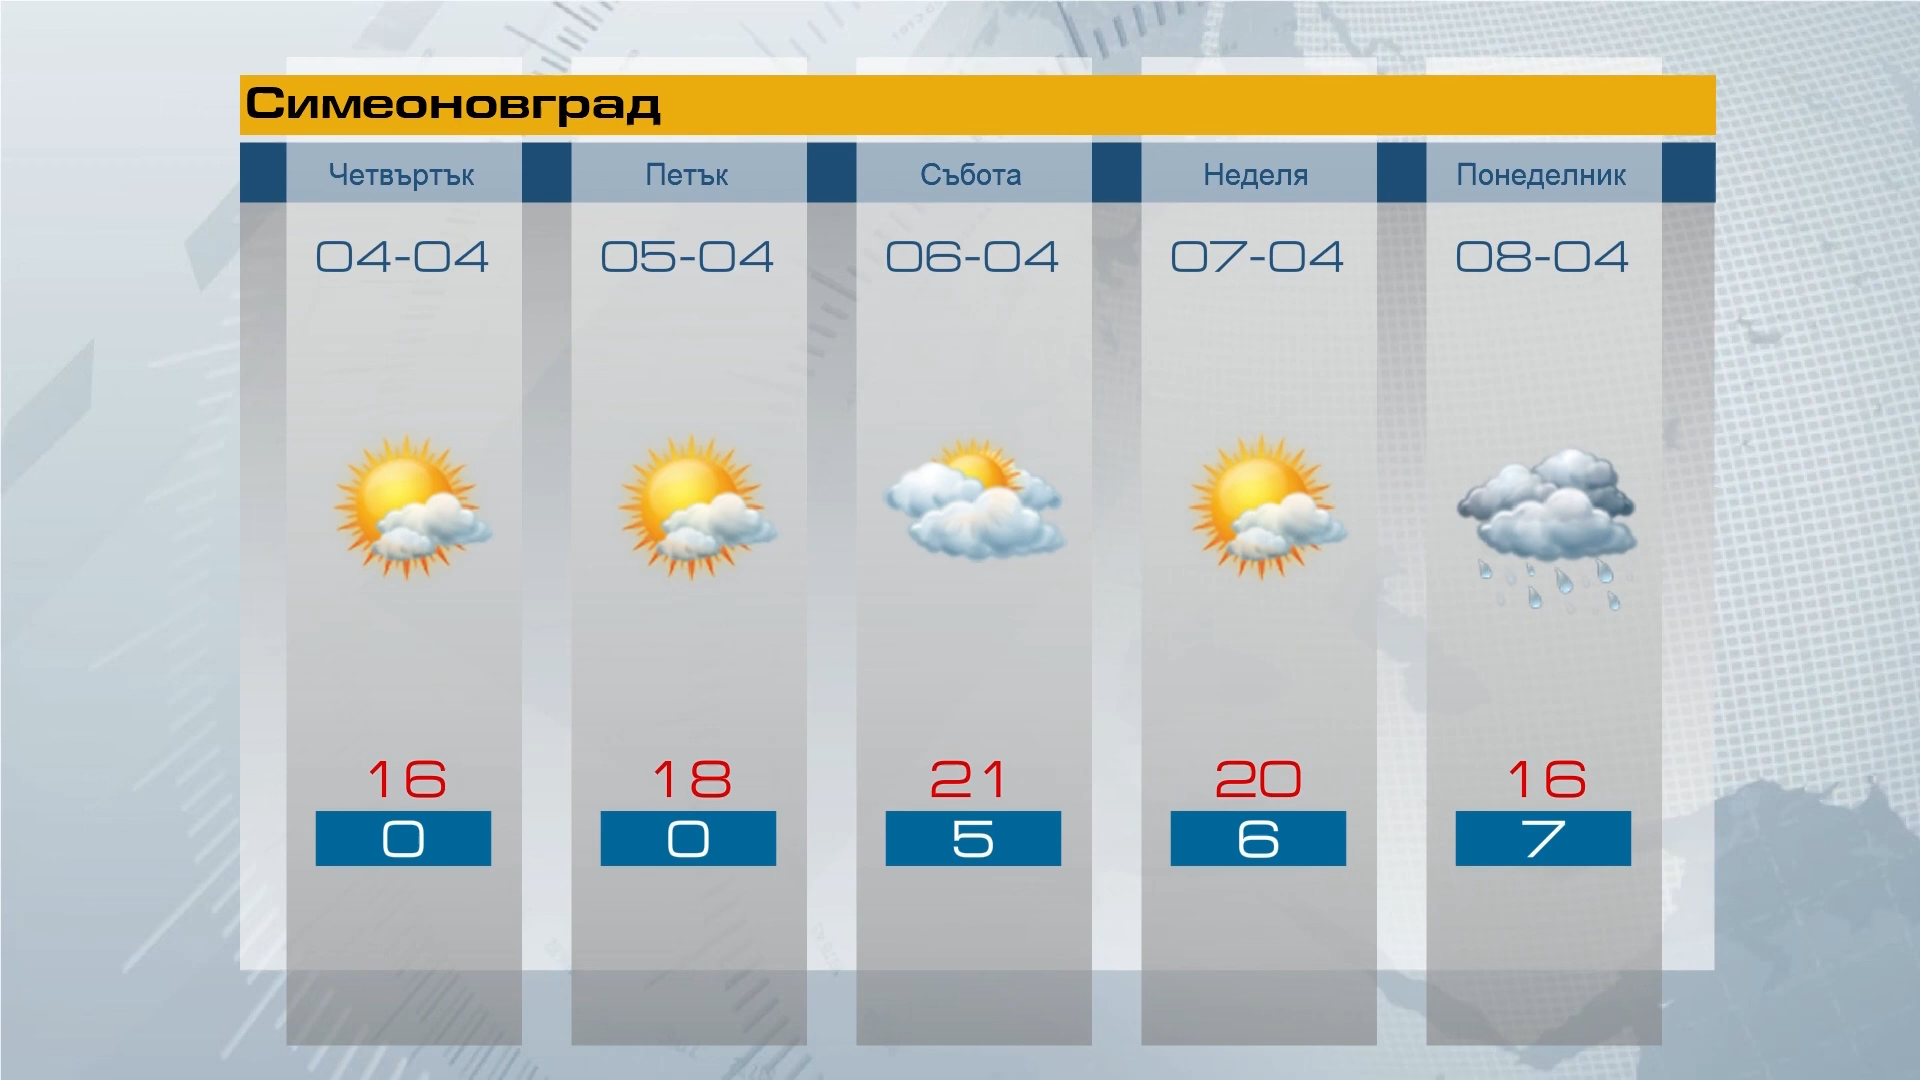 Симеоновград
Четвъртък Петък Събота Неделя Понеделник
04-04 05-04 06-04 07-04 08-04
16 18 21 20 16
0 0 5 6 7